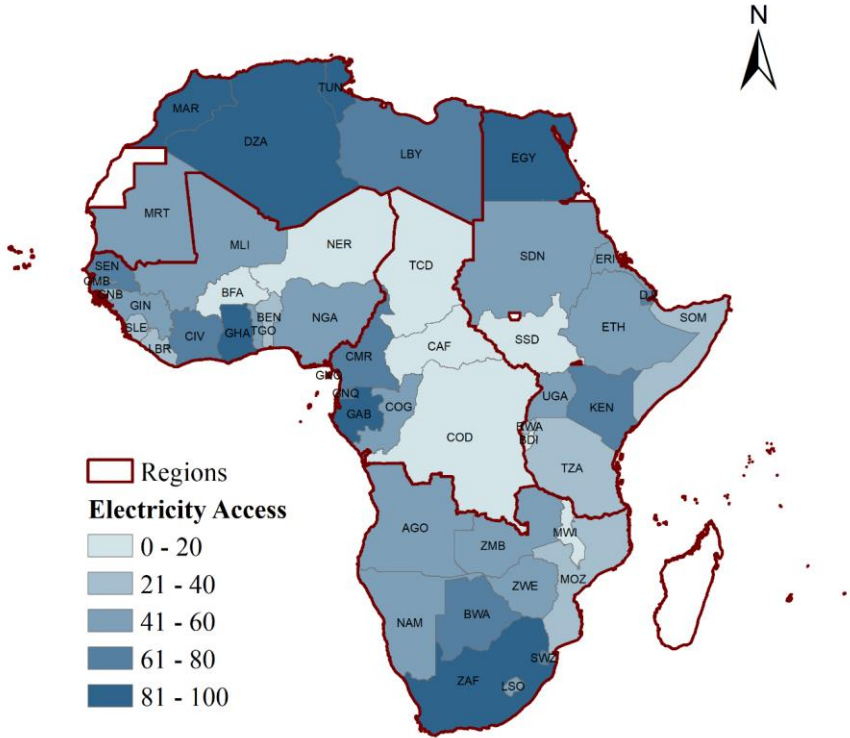 N
TUN
MAR
DZA
LBY
EGY
MRT
MLI
NER
TCD
SDN
ERI
SEN
GMB
GNB
GIN
BFA
BEN
NGA
DJI
SOM
SLE
CIV
GHA
TGO
LBR
CMR
CAF
SSD
ETH
GNQ
GNQ
GAB
COG
UGA
KEN
RWA
BDI
COD
TZA
Regions
Electricity Access
0 - 20
21 - 40
41 - 60
61 - 80
81 - 100
AGO
ZMB
MWI
MOZ
ZWE
NAM
BWA
SWZ
ZAF
LSO